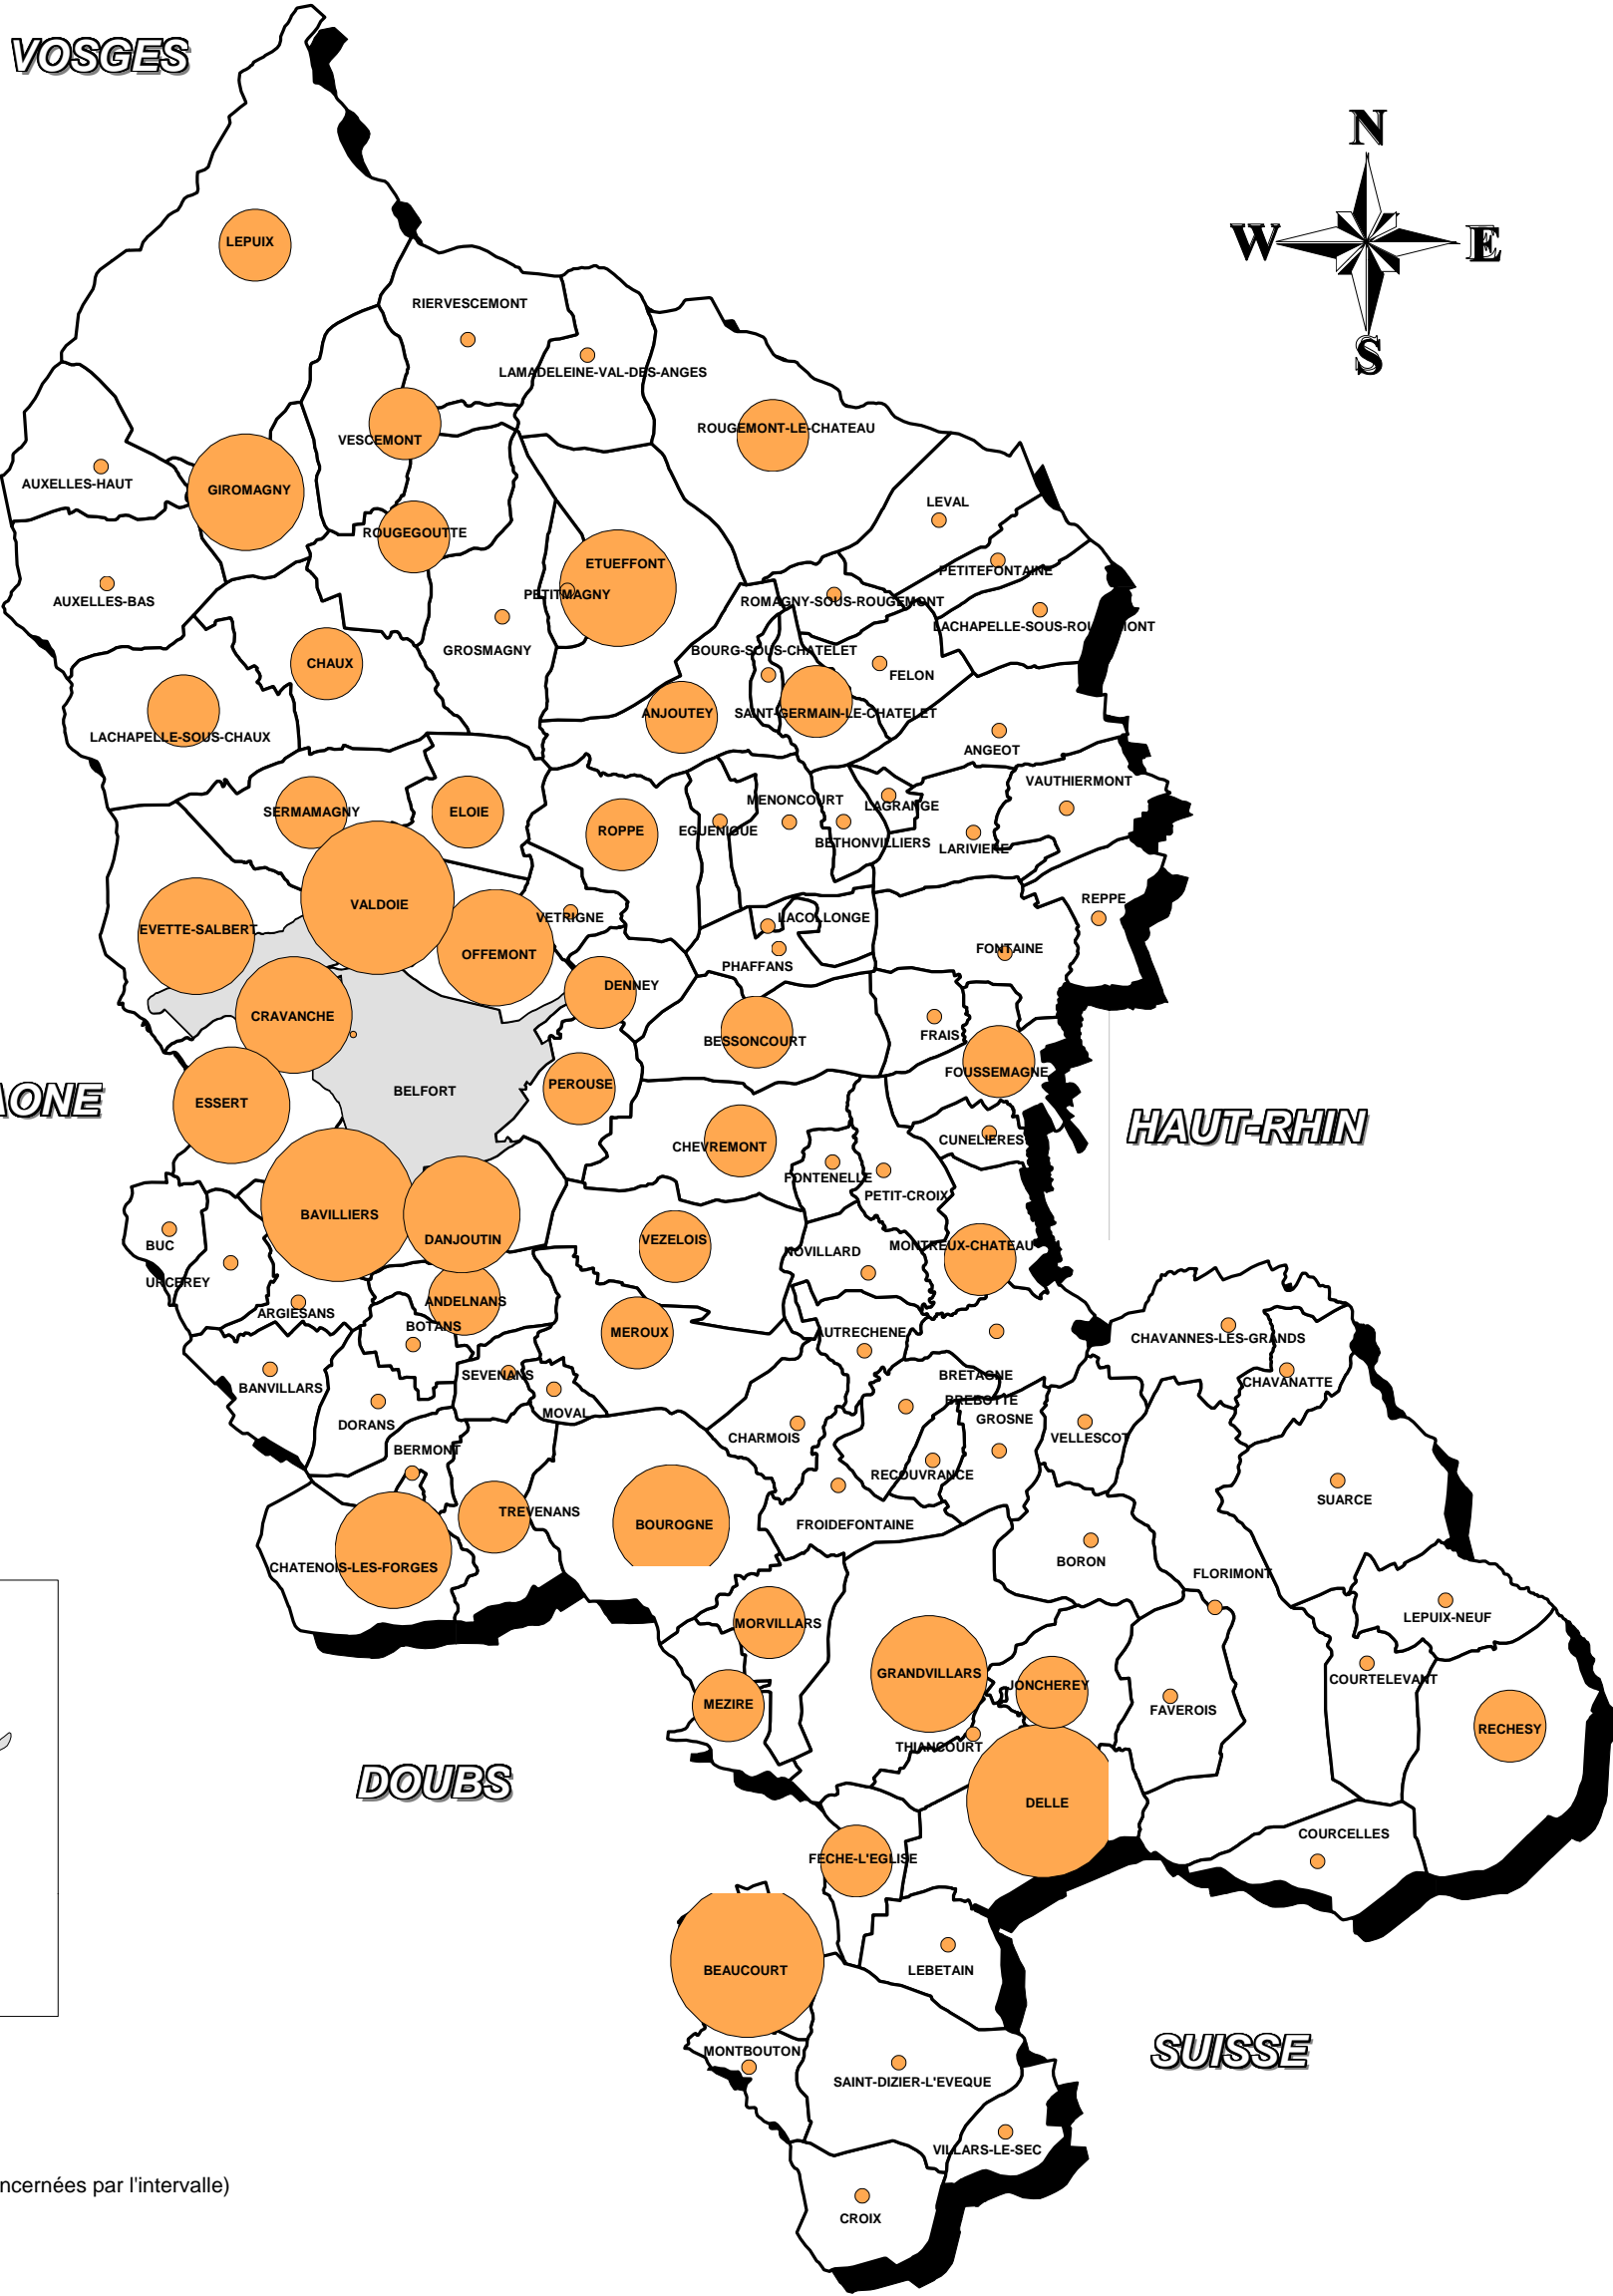 VOSGES
N
W
E
S
LEPUIX
RIERVESCEMONT
LAMADELEINE-VAL-DES-ANGES
ROUGEMONT-LE-CHATEAU
VESCEMONT
AUXELLES-HAUT
GIROMAGNY
LEVAL
ROUGEGOUTTE
ETUEFFONT
PETITEFONTAINE
PETITMAGNY
AUXELLES-BAS
ROMAGNY-SOUS-ROUGEMONT
GROSMAGNY
BOURG-SOUS-CHATELET
CHAUX
FELON
ANJOUTEY
SAINT-GERMAIN-LE-CHATELET
LACHAPELLE-SOUS-CHAUX
ANGEOT
VAUTHIERMONT
MENONCOURT
LAGRANGE
SERMAMAGNY
ELOIE
ROPPE
EGUENIGUE
BETHONVILLIERS
LARIVIERE
REPPE
VALDOIE
VETRIGNE
LACOLLONGE
EVETTE-SALBERT
OFFEMONT
FONTAINE
PHAFFANS
DENNEY
CRAVANCHE
BESSONCOURT
FRAIS
FOUSSEMAGNE
PEROUSE
BELFORT
ESSERT
AONE
HAUT-RHIN
CUNELIERES
CHEVREMONT
FONTENELLE
PETIT-CROIX
BAVILLIERS
DANJOUTIN
VEZELOIS
BUC
NOVILLARD
MONTREUX-CHATEAU
URCEREY
ANDELNANS
ARGIESANS
BOTANS
MEROUX
AUTRECHENE
CHAVANNES-LES-GRANDS
SEVENANS
BRETAGNE
CHAVANATTE
BANVILLARS
BREBOTTE
MOVAL
GROSNE
DORANS
CHARMOIS
VELLESCOT
BERMONT
RECOUVRANCE
SUARCE
TREVENANS
BOUROGNE
FROIDEFONTAINE
BORON
CHATENOIS-LES-FORGES
FLORIMONT
LEPUIX-NEUF
MORVILLARS
GRANDVILLARS
JONCHEREY
COURTELEVANT
MEZIRE
FAVEROIS
RECHESY
THIANCOURT
DOUBS
DELLE
COURCELLES
FECHE-L'EGLISE
BEAUCOURT
LEBETAIN
MONTBOUTON
SUISSE
SAINT-DIZIER-L'EVEQUE
VILLARS-LE-SEC
ncernées par l'intervalle)
CROIX